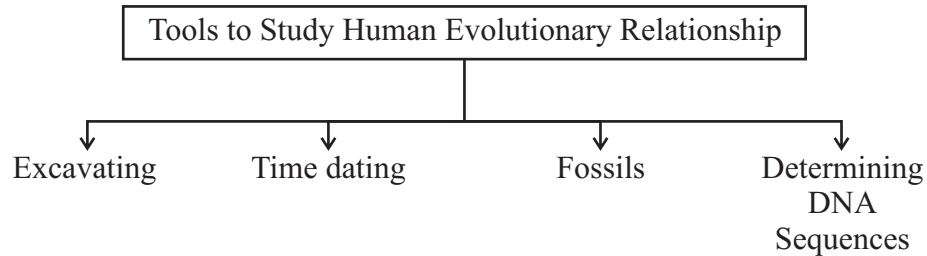 Tools to Study Human Evolutionary Relationship
Excavating
Time dating
Fossils
Determining
DNA
Sequences